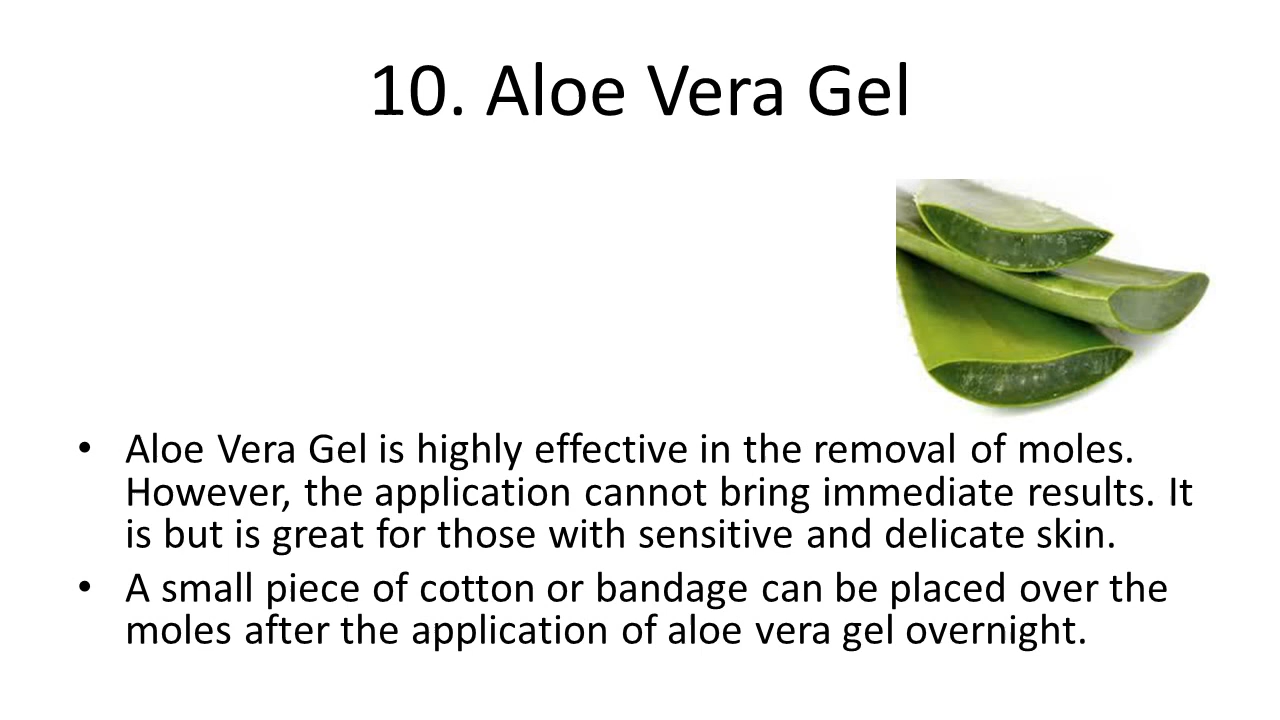 10. Aloe Vera Gel
• Aloe Vera Gel is highly effective in the removal of moles.
However, the application cannot bring immediate results. It
is but is great for those with sensitive and delicate skin.
• A small piece of cotton or bandage can be placed over the
moles after the application of aloe vera gel overnight.